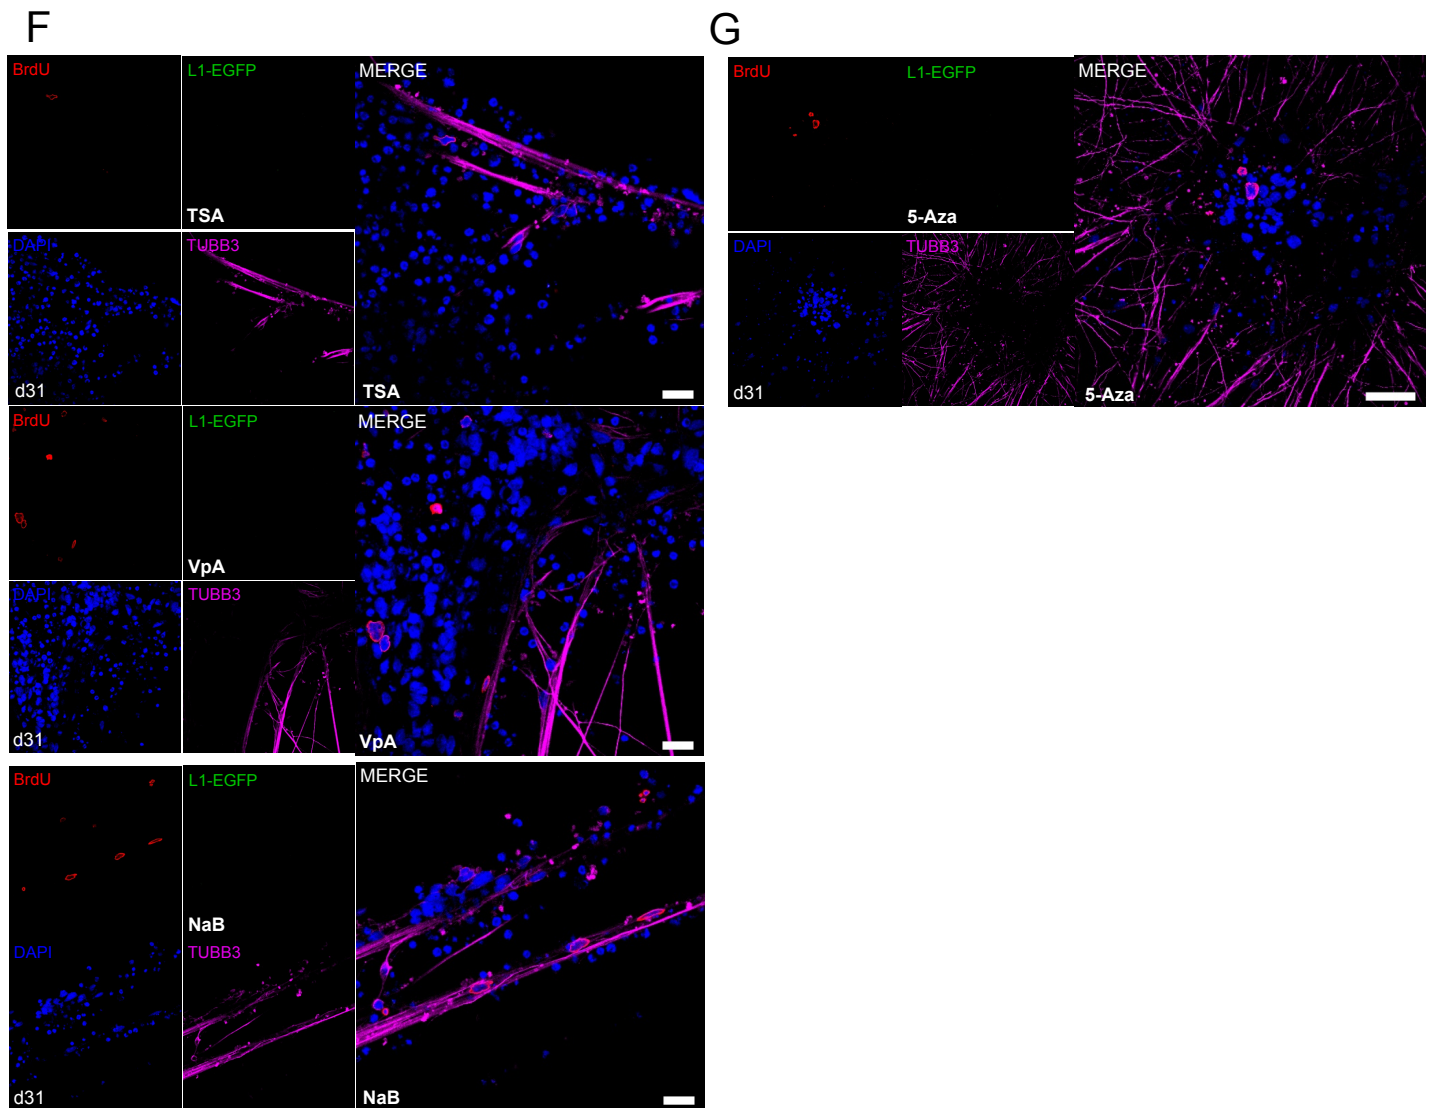 F
G
BrdU
L1-EGFP
MERGE
TSA
DAPI
TUBB3
d31
TSA
BrdU
L1-EGFP
MERGE
5-Aza
DAPI
TUBB3
d31
5-Aza
BrdU
L1-EGFP
MERGE
VpA
DAPI
TUBB3
d31
VpA
BrdU
L1-EGFP
MERGE
NaB
DAPI
TUBB3
d31
NaB